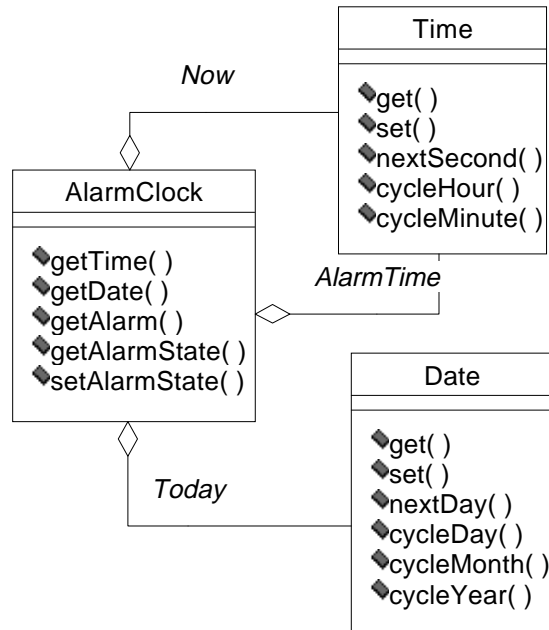 Time
get( )
set( )
nextSecond( )
cycleHour( )
cycleMinute( )
Now
AlarmClock
getTime( )
getDate( )
getAlarm( )
getAlarmState( )
setAlarmState( )
AlarmTime
Today
Date
get( )
set( )
nextDay( )
cycleDay( )
cycleMonth( )
cycleYear( )